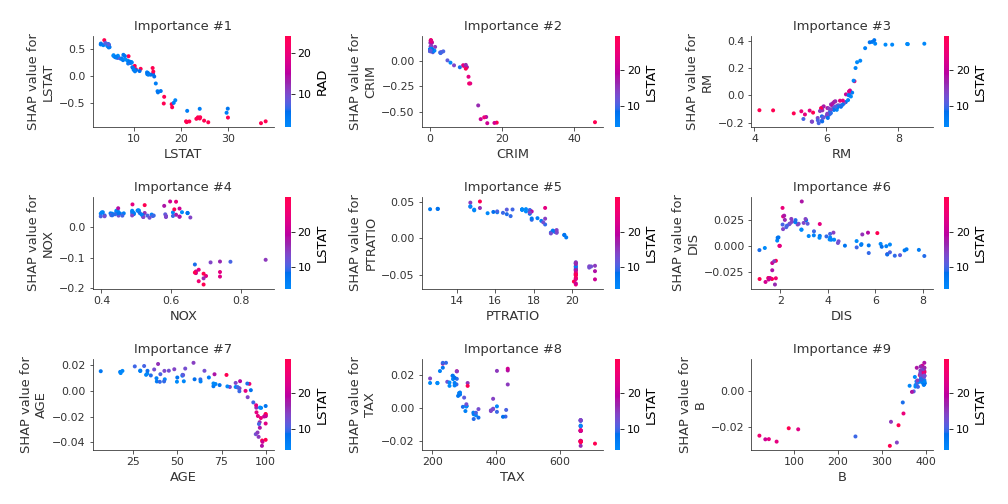 Importance #1
SHAP value for
LSTAT
0.5
0.0
−0.5
10
20
30
LSTAT
20
10
RAD
Importance #2
SHAP value for
CRIM
0.00
−0.25
−0.50
0
20
40
CRIM
20
10
LSTAT
Importance #3
SHAP value for
RM
0.4
0.2
0.0
−0.2
4
6
8
RM
20
10
LSTAT
Importance #4
SHAP value for
NOX
0.0
−0.1
−0.2
0.4
0.6
0.8
NOX
20
10
LSTAT
Importance #5
SHAP value for
PTRATIO
0.05
0.00
−0.05
14
16
18
20
PTRATIO
20
10
LSTAT
Importance #6
SHAP value for
DIS
0.025
0.000
−0.025
2
4
6
8
DIS
20
10
LSTAT
Importance #7
SHAP value for
AGE
0.02
0.00
−0.02
−0.04
25
50
75
100
AGE
20
10
LSTAT
Importance #8
SHAP value for
TAX
0.02
0.00
−0.02
200
400
600
TAX
20
10
LSTAT
Importance #9
SHAP value for
B
0.00
−0.02
100
200
300
400
B
20
10
LSTAT